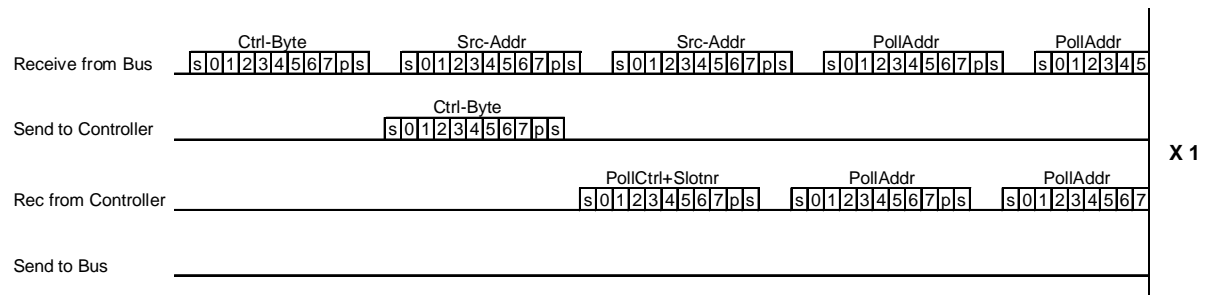 Ctrl-Byte Src-Addr Src-Addr PollAddr PollAddr
Receive from Bus s 0 1 2 3 4 5 6 7 p s s 0 1 2 3 4 5 6 7 p s s 0 1 2 3 4 5 6 7 p s s 0 1 2 3 4 5 6 7 p s s 0 1 2 3 4 5
Ctrl-Byte
Send to Controller s 0 1 2 3 4 5 6 7 p s
X 1
PollCtrl+Slotnr PollAddr PollAddr
Rec from Controller s 0 1 2 3 4 5 6 7 p s s 0 1 2 3 4 5 6 7 p s s 0 1 2 3 4 5 6 7
Send to Bus